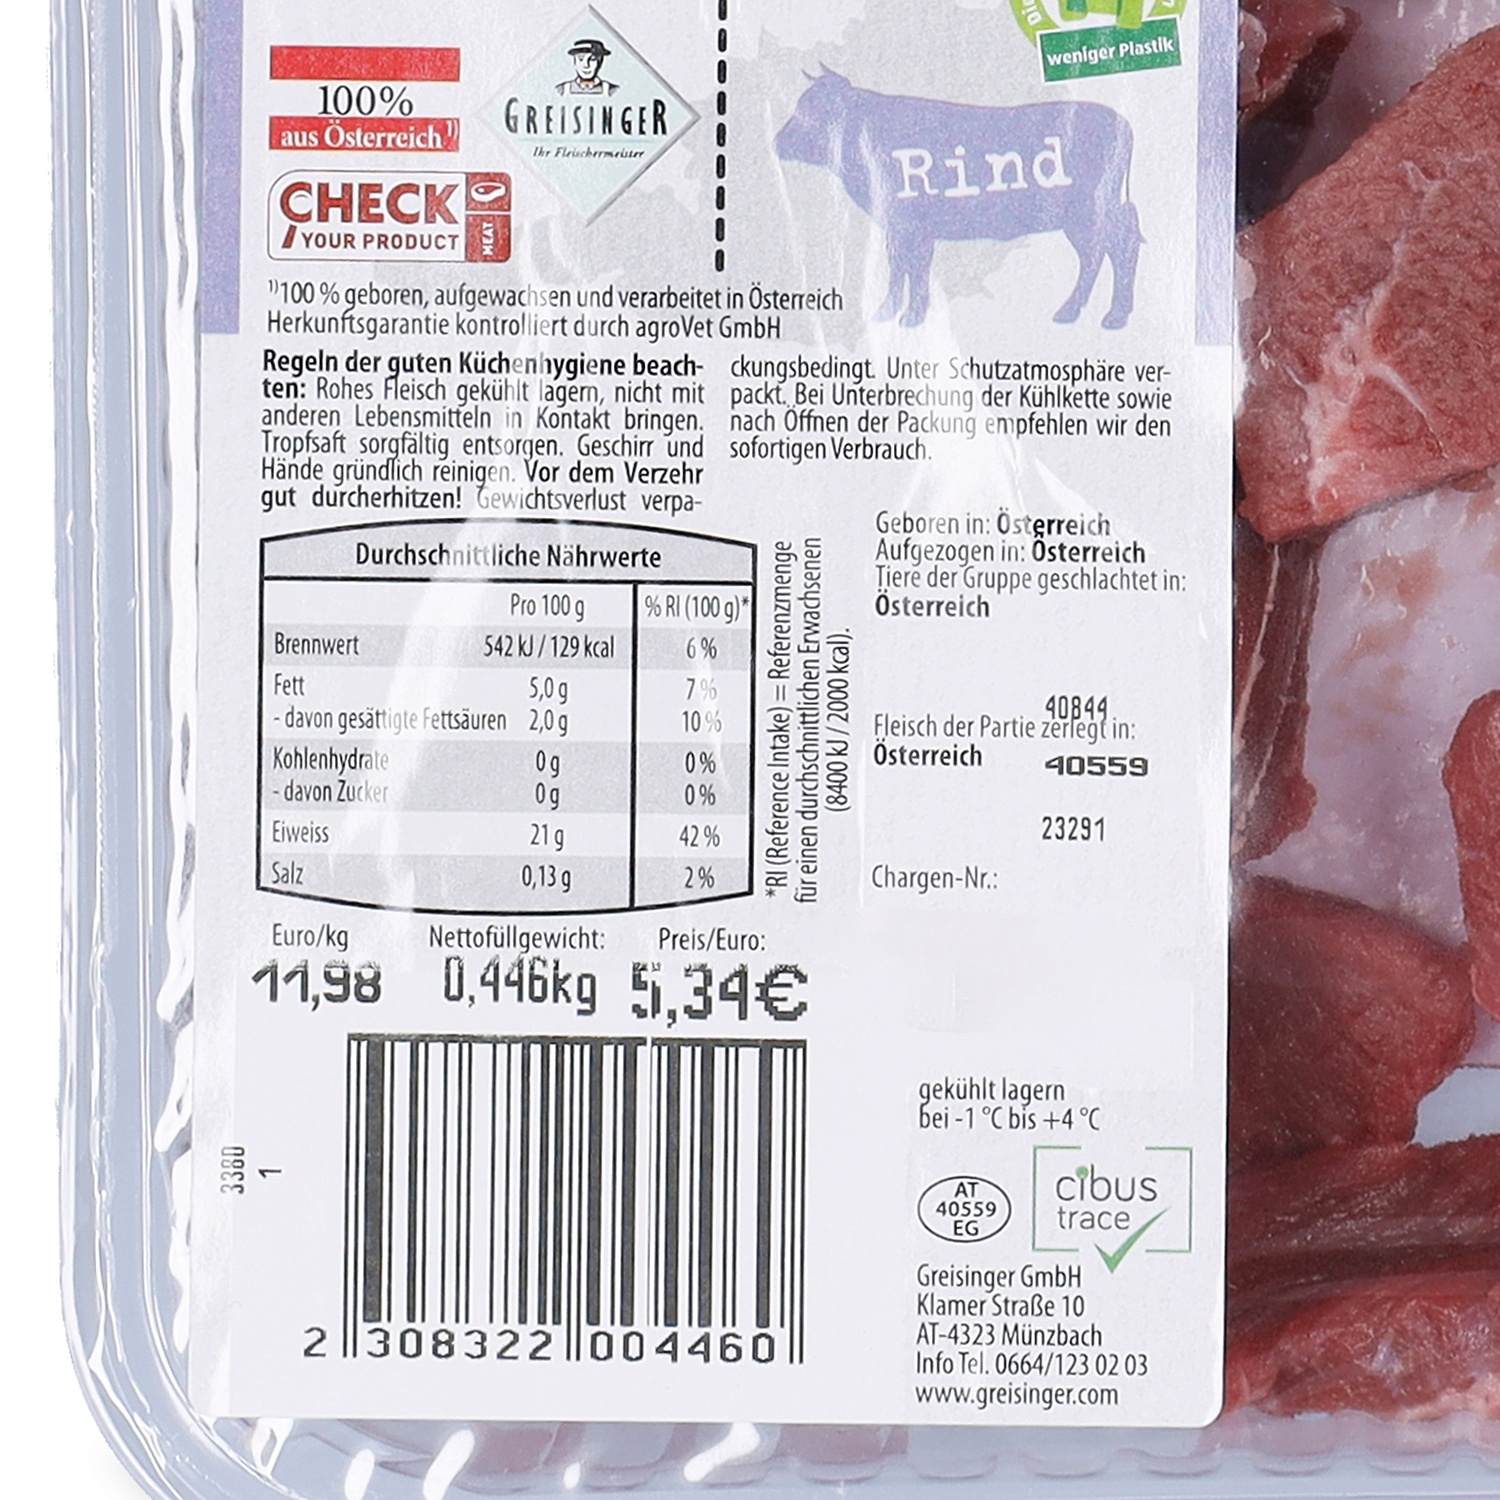 100%
aus Österreich¹⁾
GREISINGER
Ihr Fleischermeister
CHECK
YOUR PRODUCT
MEAT
weniger Plastik
Rind
¹⁾100 % geboren, aufgewachsen und verarbeitet in Österreich
Herkunftsgarantie kontrolliert durch agroVet GmbH
Regeln der guten Küchenhygiene beach-
ten: Rohes Fleisch gekühlt lagern, nicht mit
anderen Lebensmitteln in Kontakt bringen.
Tropfsaft sorgfältig entsorgen. Geschirr und
Hände gründlich reinigen. Vor dem Verzehr
gut durcherhitzen! Gewichtsverlust verpa-
ckungsbedingt. Unter Schutzatmosphäre ver-
packt. Bei Unterbrechung der Kühlkette sowie
nach Öffnen der Packung empfehlen wir den
sofortigen Verbrauch.
Durchschnittliche Nährwerte
Pro 100 g % RI (100 g)*
Brennwert 542 kJ / 129 kcal 6 %
Fett 5,0 g 7 %
- davon gesättigte Fettsäuren 2,0 g 10 %
Kohlenhydrate 0 g 0 %
- davon Zucker 0 g 0 %
Eiweiss 21 g 42 %
Salz 0,13 g 2 %
*RI (Reference Intake) = Referenzmenge
für einen durchschnittlichen Erwachsenen
(8400 kJ / 2000 kcal).
Geboren in: Österreich
Aufgezogen in: Österreich
Tiere der Gruppe geschlachtet in:
Österreich
40844
Fleisch der Partie zerlegt in:
Österreich 40559
23291
Chargen-Nr.:
Euro/kg Nettofüllgewicht: Preis/Euro:
11,98 0,446kg 5,34€
3380
1
2 308322 004460
gekühlt lagern
bei -1 °C bis +4 °C
AT
40559
EG
cibus
trace
Greisinger GmbH
Klamer Straße 10
AT-4323 Münzbach
Info Tel. 0664/123 02 03
www.greisinger.com